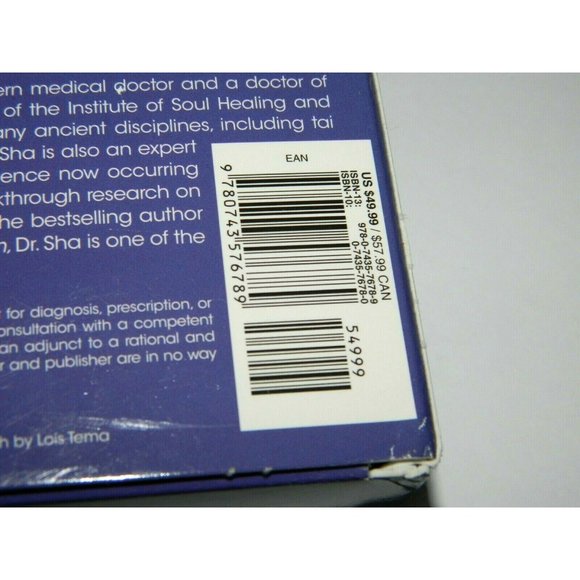 ern medical doctor and a doctor of
of the Institute of Soul Healing and
any ancient disciplines, including tai
Sha is also an expert
ence now occurring
kthrough research on
he bestselling author
n, Dr. Sha is one of the
for diagnosis, prescription, or
onsultation with a competent
an adjunct to a rational and
r and publisher are in no way
h by Lois Tema
EAN
9 780743 576789
54999
US $49.99 / $57.99 CAN
ISBN-13: 978-0-7435-7678-9
ISBN-10: 0-7435-7678-0